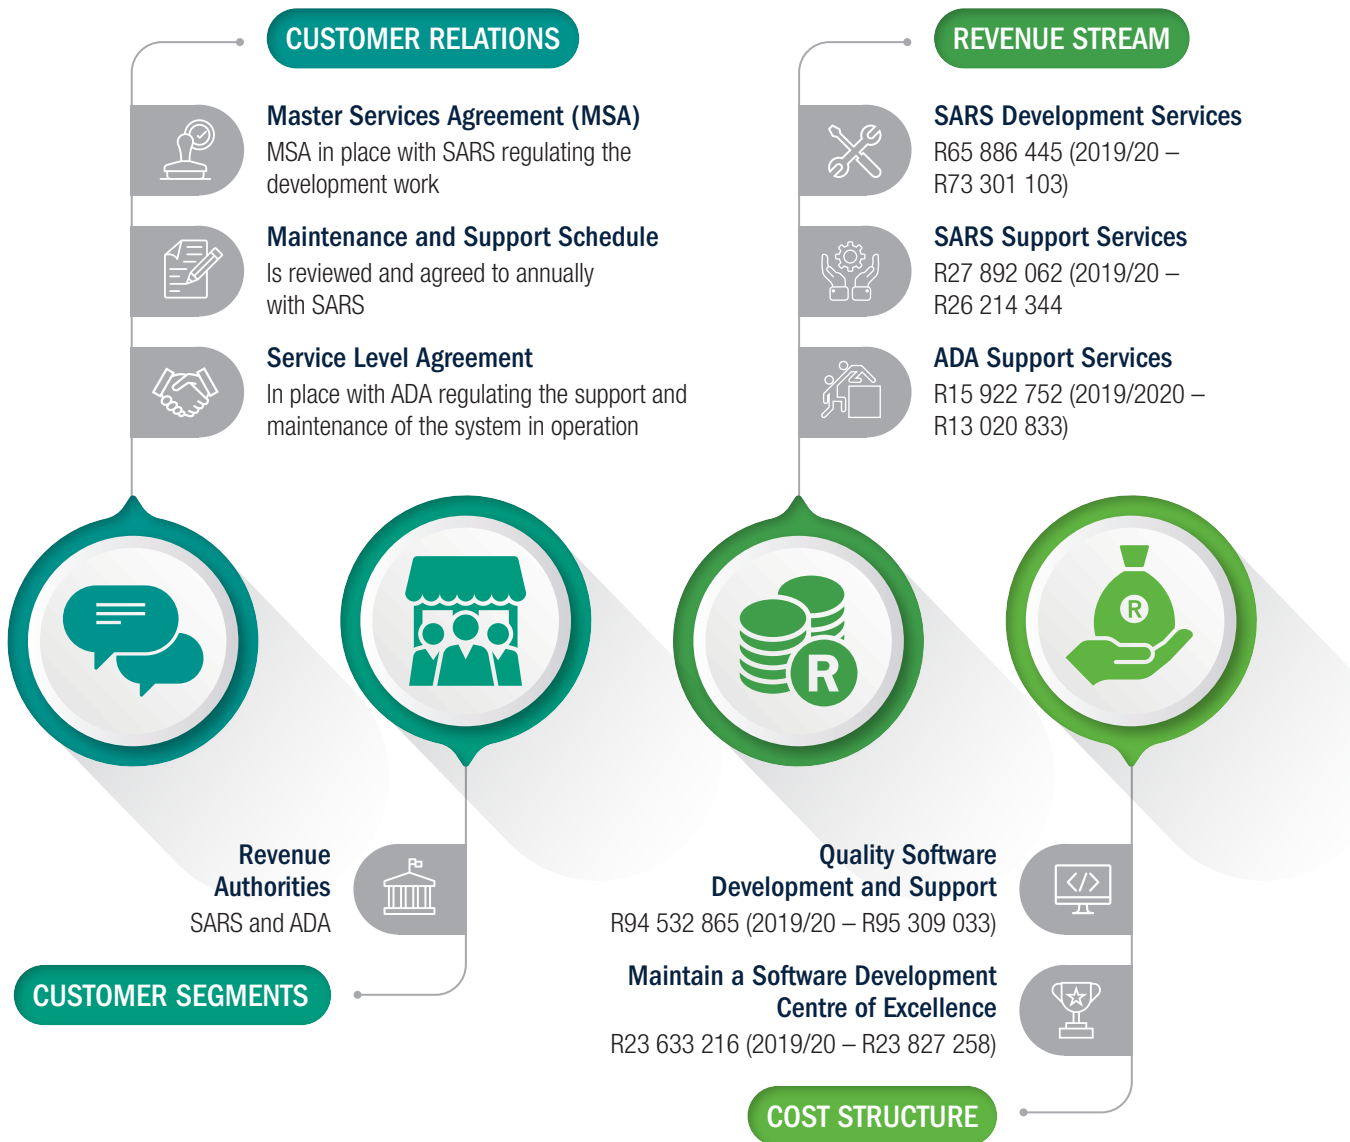 CUSTOMER RELATIONS
Master Services Agreement (MSA)
MSA in place with SARS regulating the
development work
Maintenance and Support Schedule
Is reviewed and agreed to annually
with SARS
Service Level Agreement
In place with ADA regulating the support and
maintenance of the system in operation
REVENUE STREAM
SARS Development Services
R65 886 445 (2019/20 –
R73 301 103)
SARS Support Services
R27 892 062 (2019/20 –
R26 214 344
ADA Support Services
R15 922 752 (2019/2020 –
R13 020 833)
R
R
Revenue
Authorities
SARS and ADA
CUSTOMER SEGMENTS
Quality Software
Development and Support
R94 532 865 (2019/20 – R95 309 033)
Maintain a Software Development
Centre of Excellence
R23 633 216 (2019/20 – R23 827 258)
COST STRUCTURE